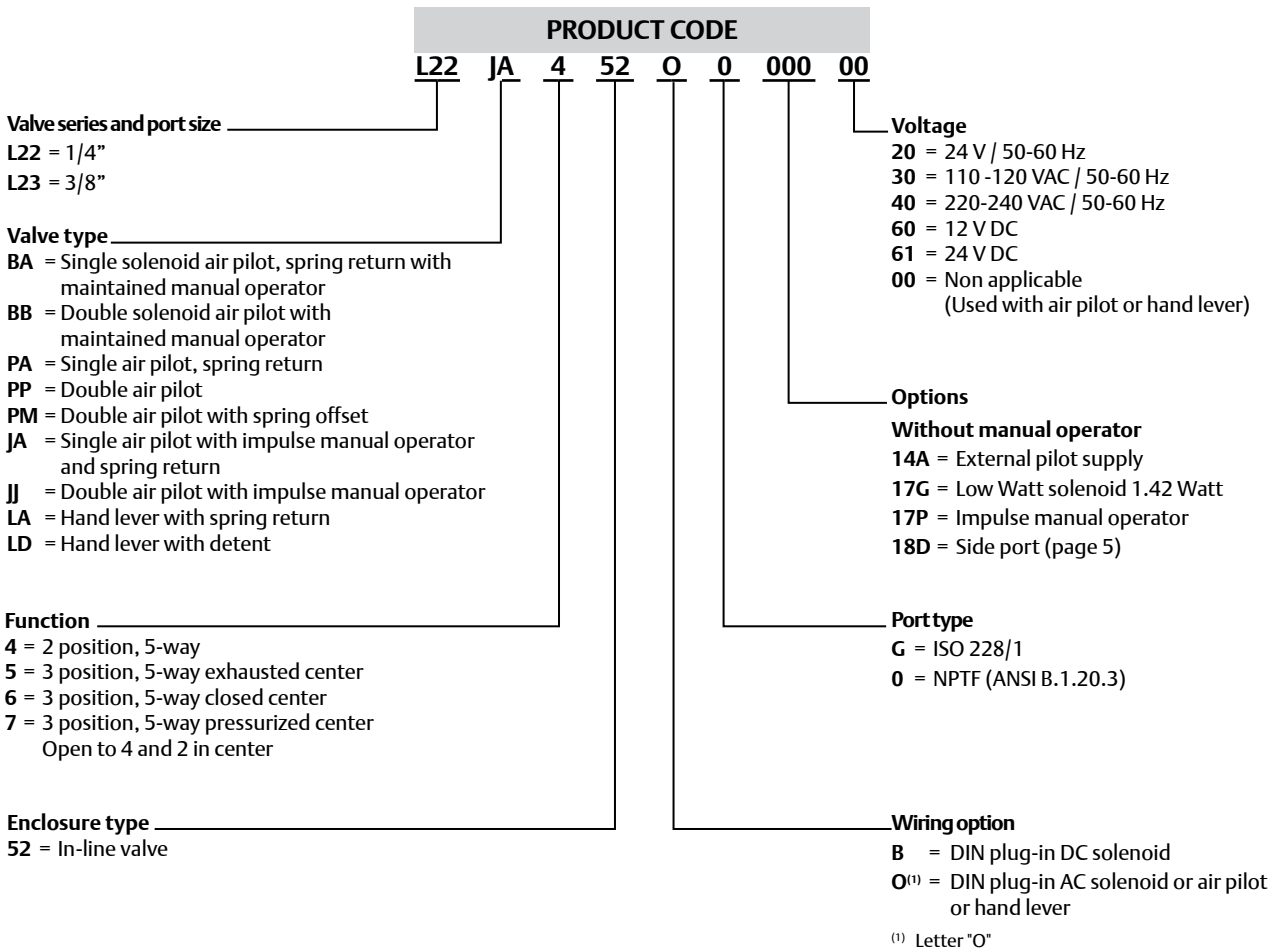 PRODUCT CODE
L22 JA 4 52 O 0 000 00
Valve series and port size
L22 = 1/4”
L23 = 3/8”
Valve type
BA = Single solenoid air pilot, spring return with
maintained manual operator
BB = Double solenoid air pilot with
maintained manual operator
PA = Single air pilot, spring return
PP = Double air pilot
PM = Double air pilot with spring offset
JA = Single air pilot with impulse manual operator
and spring return
JJ = Double air pilot with impulse manual operator
LA = Hand lever with spring return
LD = Hand lever with detent
Function
4 = 2 position, 5-way
5 = 3 position, 5-way exhausted center
6 = 3 position, 5-way closed center
7 = 3 position, 5-way pressurized center
Open to 4 and 2 in center
Enclosure type
52 = In-line valve
Voltage
20 = 24 V / 50-60 Hz
30 = 110 -120 VAC / 50-60 Hz
40 = 220-240 VAC / 50-60 Hz
60 = 12 V DC
61 = 24 V DC
00 = Non applicable
(Used with air pilot or hand lever)
Options
Without manual operator
14A = External pilot supply
17G = Low Watt solenoid 1.42 Watt
17P = Impulse manual operator
18D = Side port (page 5)
Port type
G = ISO 228/1
0 = NPTF (ANSI B.1.20.3)
Wiring option
B = DIN plug-in DC solenoid
O(1) = DIN plug-in AC solenoid or air pilot
or hand lever
(1) Letter "O"